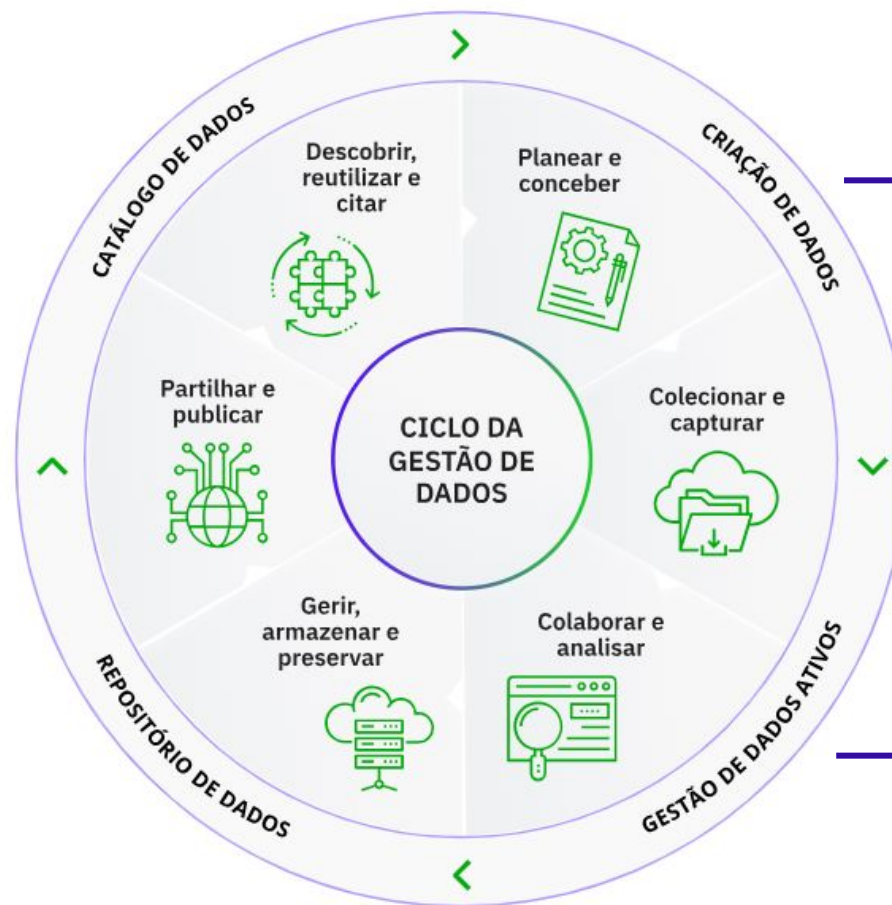 CATÁLOGO DE DADOS
CRIAÇÃO DE DADOS
Descobrir,
reutilizar e
citar
Planear e
conceber
Partilhar e
publicar
CICLO DA
GESTÃO DE
DADOS
Colecionar e
capturar
Gerir,
armazenar e
preservar
Colaborar e
analisar
REPOSITÓRIO DE DADOS
GESTÃO DE DADOS ATIVOS